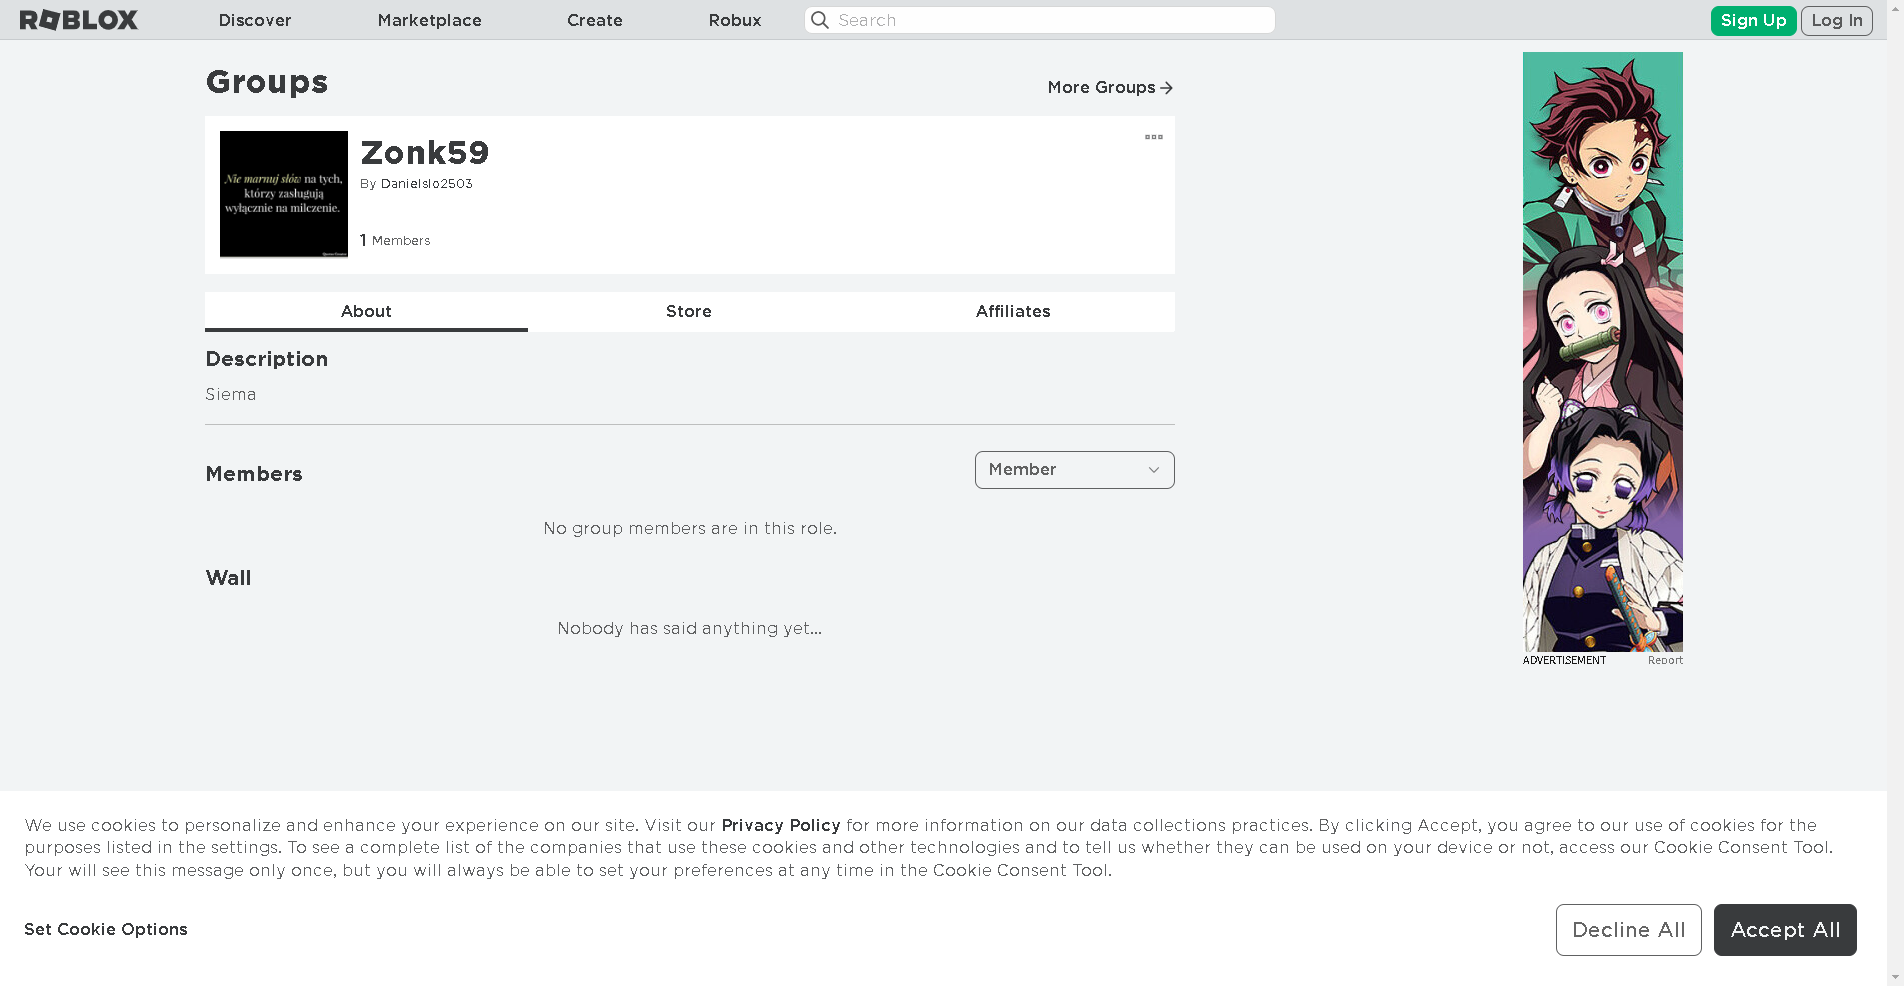 ROBLOX
Discover
Marketplace
Create
Robux
Search
Sign Up
Log In
Groups
More Groups
Nie marnuj słów na tych,
którzy zasługują
wyłącznie na milczenie.
Zonk59
By Danielslo2503
1 Members
About
Store
Affiliates
Description
Siema
Members
Member
No group members are in this role.
Wall
Nobody has said anything yet...
ADVERTISEMENT
Report
We use cookies to personalize and enhance your experience on our site. Visit our Privacy Policy for more information on our data collections practices. By clicking Accept, you agree to our use of cookies for the
purposes listed in the settings. To see a complete list of the companies that use these cookies and other technologies and to tell us whether they can be used on your device or not, access our Cookie Consent Tool.
Your will see this message only once, but you will always be able to set your preferences at any time in the Cookie Consent Tool.
Set Cookie Options
Decline All
Accept All